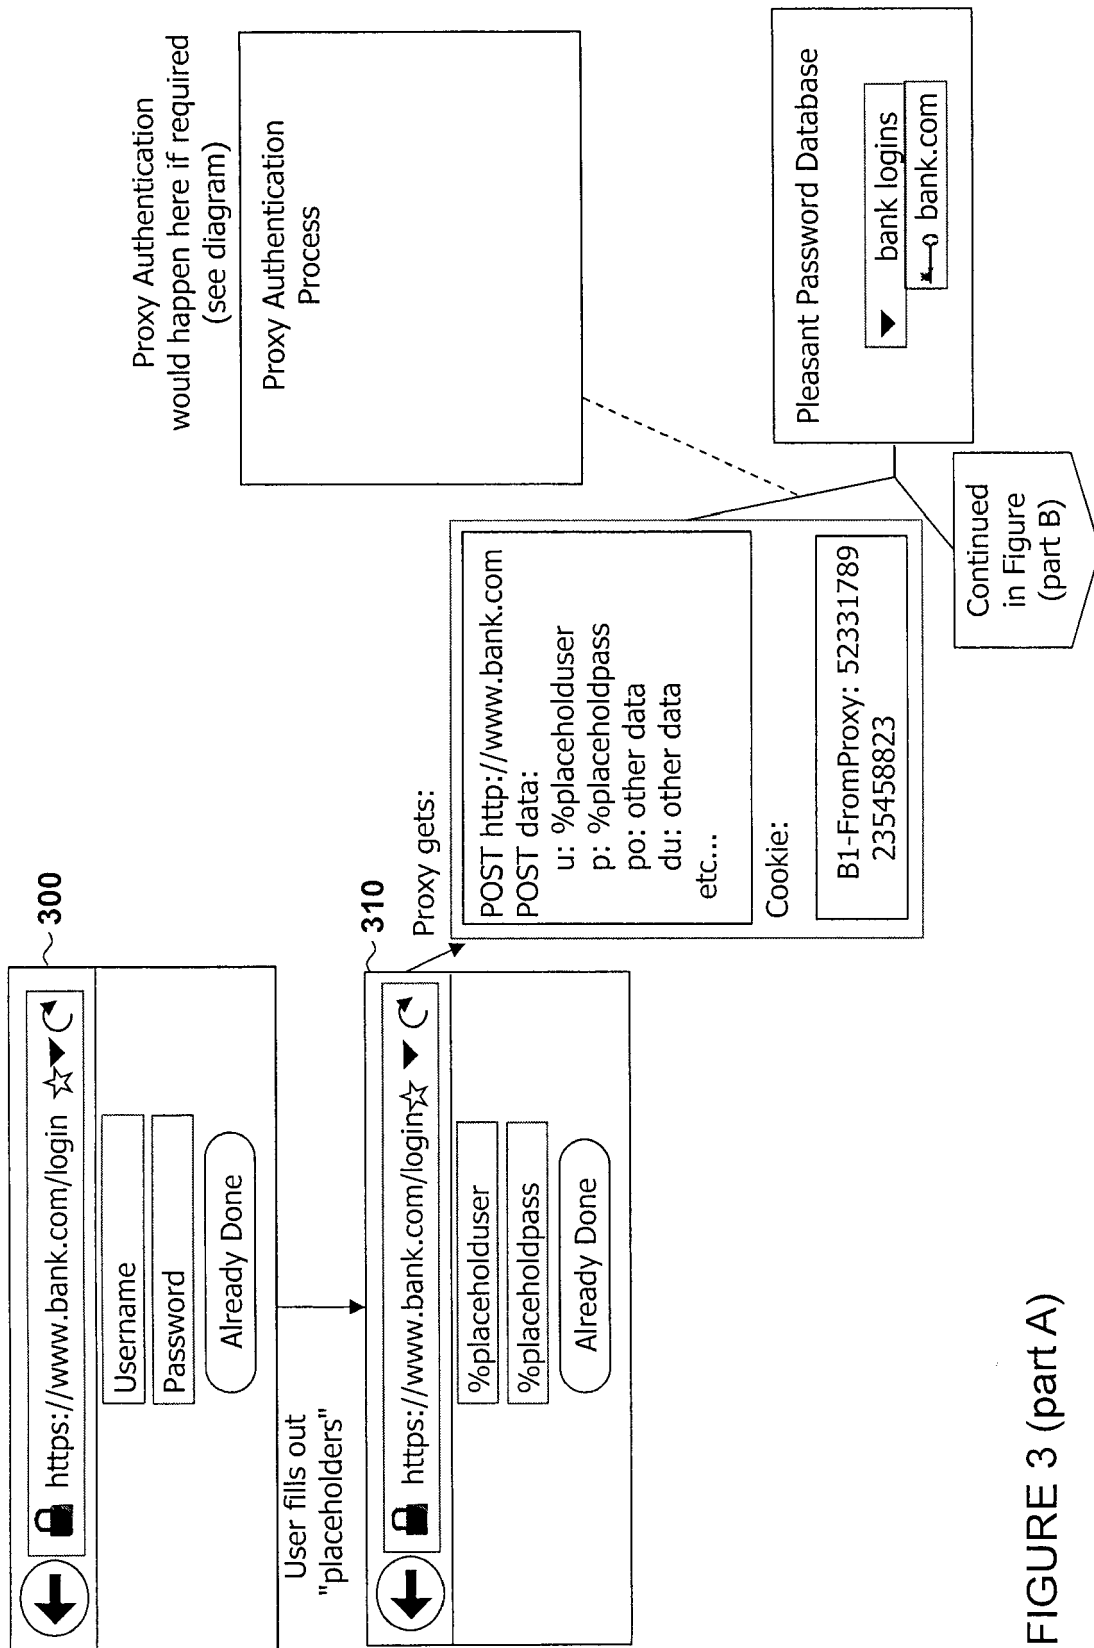 https://www.bank.com/login
300
Username
Password
Already Done
User fills out
"placeholders"
https://www.bank.com/login
310
%placeholduser
%placeholdpass
Already Done
Proxy gets:
POST http://www.bank.com
POST data:
u: %placeholduser
p: %placeholdpass
po: other data
du: other data
etc...
Cookie:
B1-FromProxy: 52331789
235458823
Proxy Authentication
would happen here if required
(see diagram)
Proxy Authentication
Process
Pleasant Password Database
bank logins
bank.com
Continued
in Figure
(part B)
FIGURE 3 (part A)